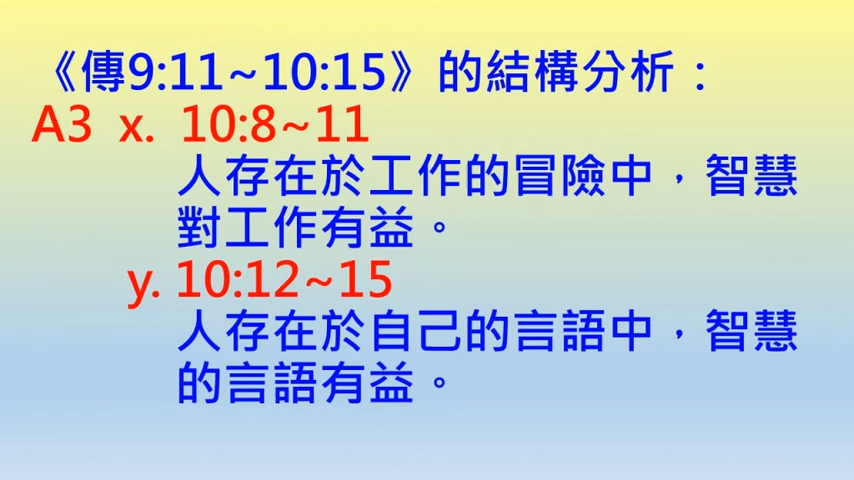 《傳9:11~10:15》的結構分析：
A3 x. 10:8~11
人存在於工作的冒險中，智慧
對工作有益。
y. 10:12~15
人存在於自己的言語中，智慧
的言語有益。